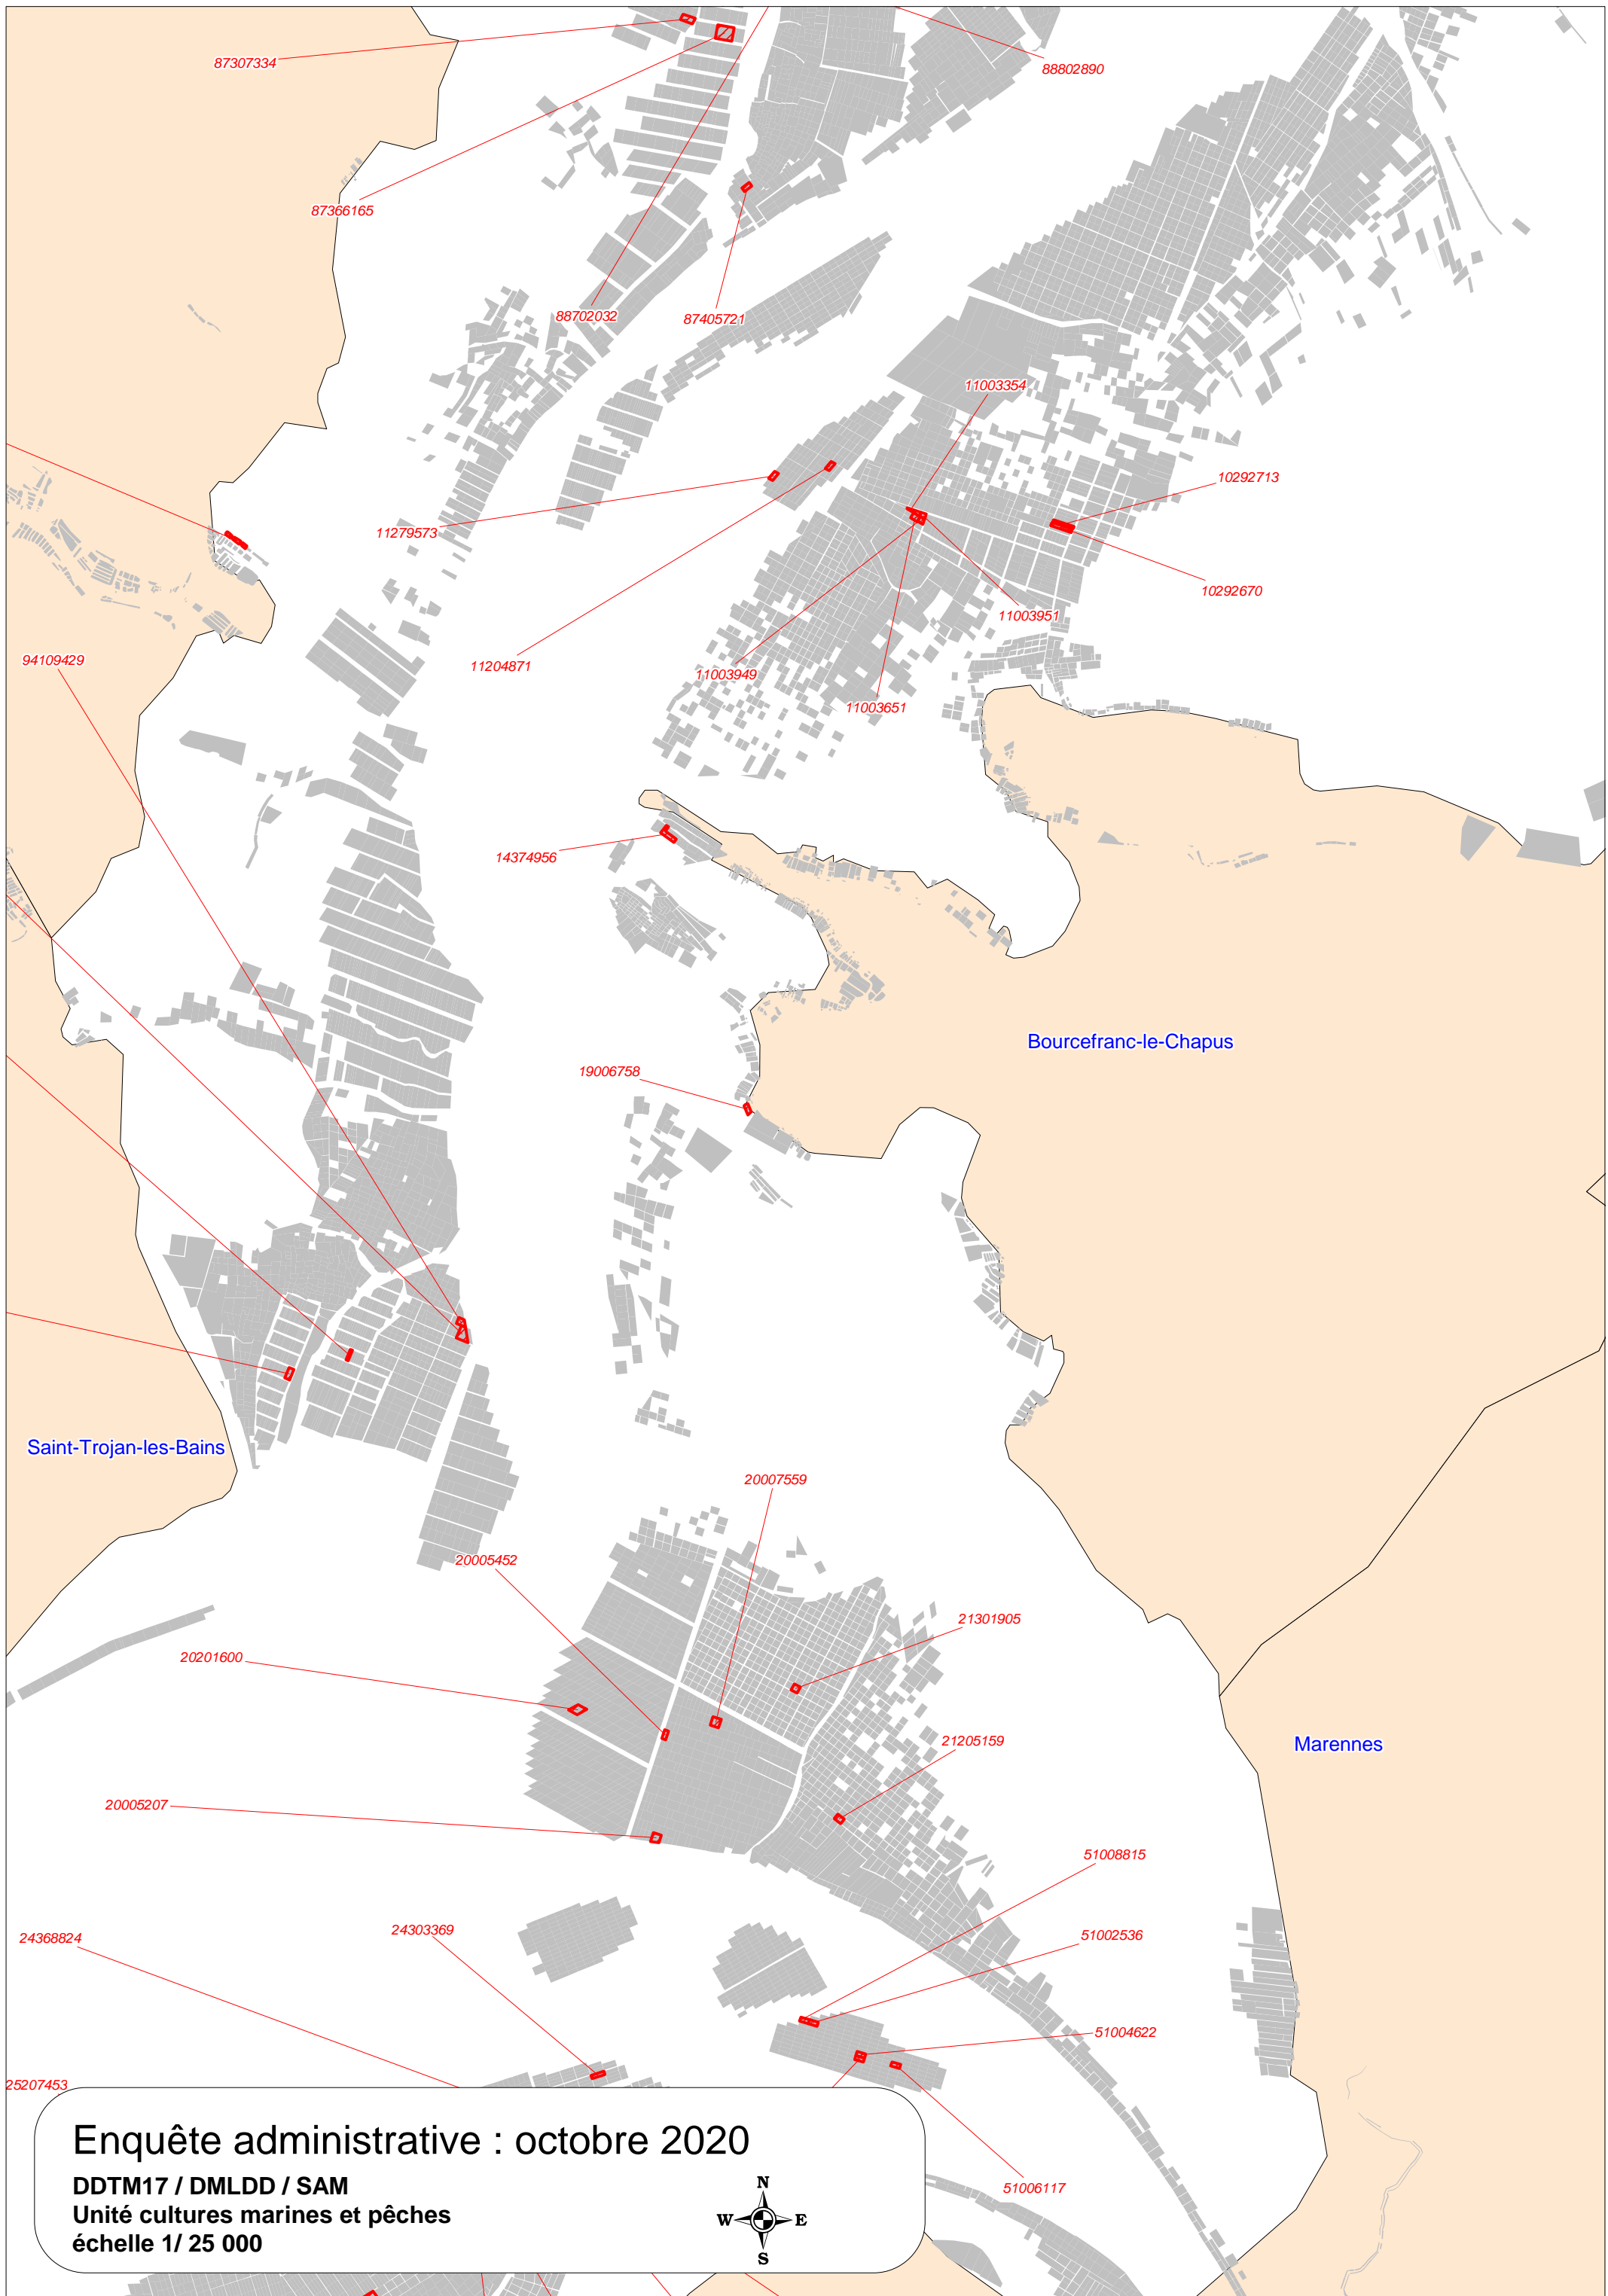 87307334
88802890
87366165
88702032
87405721
11003354
10292713
11279573
10292670
11003951
94109429
11204871
11003949
11003651
14374956
Bourcefranc-le-Chapus
19006758
Saint-Trojan-les-Bains
20007559
20005452
21301905
20201600
21205159
Marennes
20005207
51008815
24303369
51002536
24368824
51004622
25207453
Enquête administrative : octobre 2020
DDTM17 / DMLDD / SAM
Unité cultures marines et pêches
échelle 1/ 25 000
N
W E
S
51006117